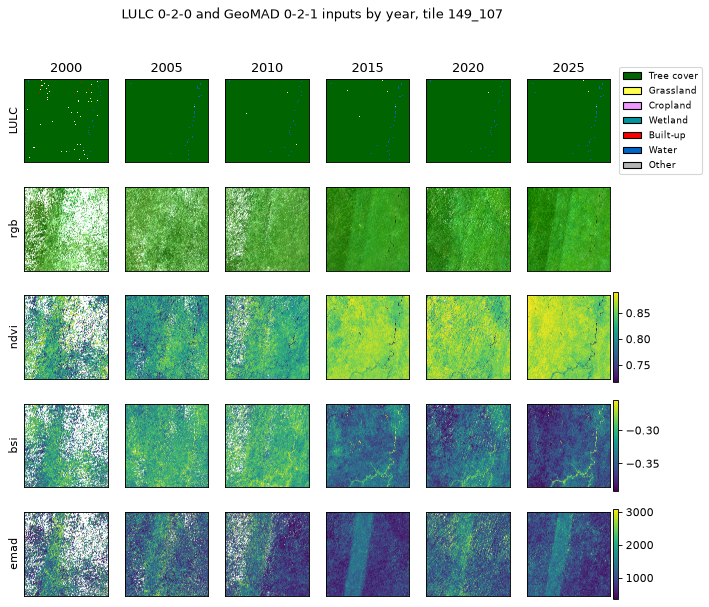 LULC 0-2-0 and GeoMAD 0-2-1 inputs by year, tile 149_107
2000 2005 2010 2015 2020 2025
LULC
Tree cover
Grassland
Cropland
Wetland
Built-up
Water
Other
rgb
ndvi
0.85
0.80
0.75
bsi
−0.30
−0.35
emad
3000
2000
1000